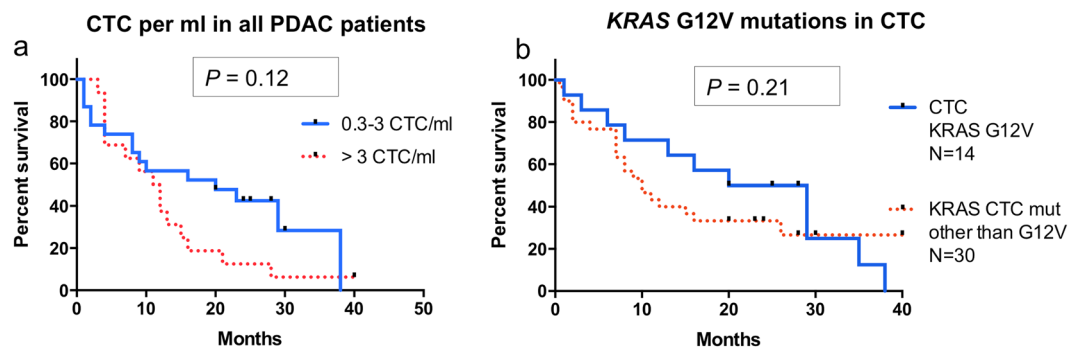 CTC per ml in all PDAC patients
a
P = 0.12
Percent survival
100
80
60
40
20
0
0 10 20 30 40 50
Months
0.3-3 CTC/ml
> 3 CTC/ml
KRAS G12V mutations in CTC
b
P = 0.21
Percent survival
100
80
60
40
20
0
0 10 20 30 40
Months
CTC
KRAS G12V
N=14
KRAS CTC mut
other than G12V
N=30